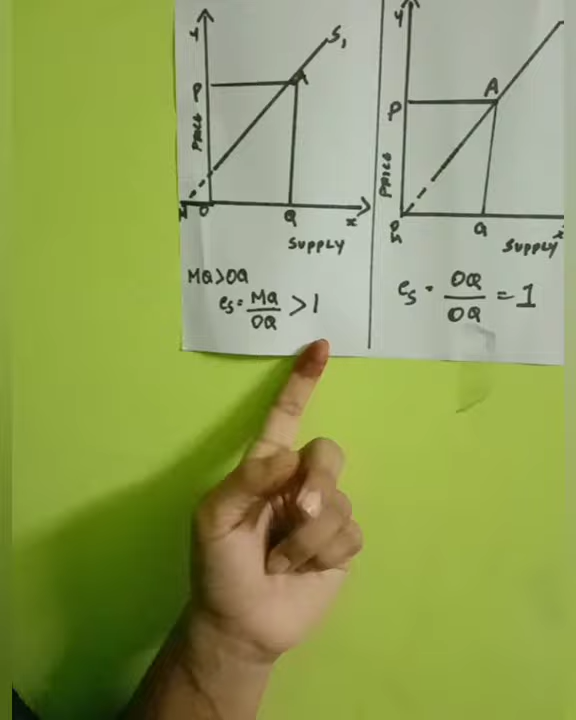 Y
S1
A
P
PRICE
M O
Q
X
SUPPLY
MQ>OQ
es = MQ/OQ > 1
Y
A
P
PRICE
Q
SUPPLY
X
es = OQ/OQ = 1